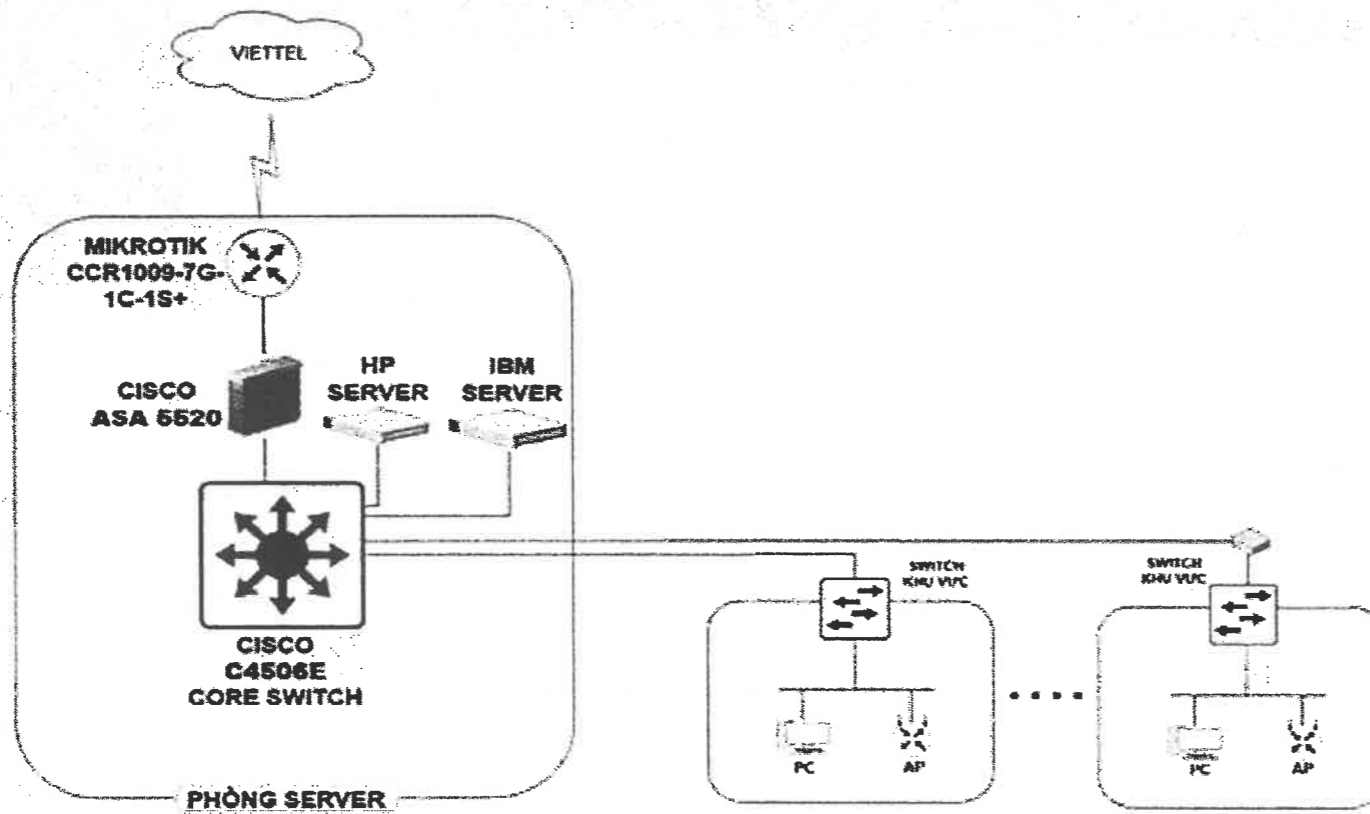 VIETTEL
MIKROTIK
CCR1009-7G-
1C-1S+
CISCO
ASA 5520
HP
SERVER
IBM
SERVER
CISCO
C4506E
CORE SWITCH
PHÒNG SERVER
SWITCH
KHU VỰC
PC
AP
SWITCH
KHU VỰC
PC
AP